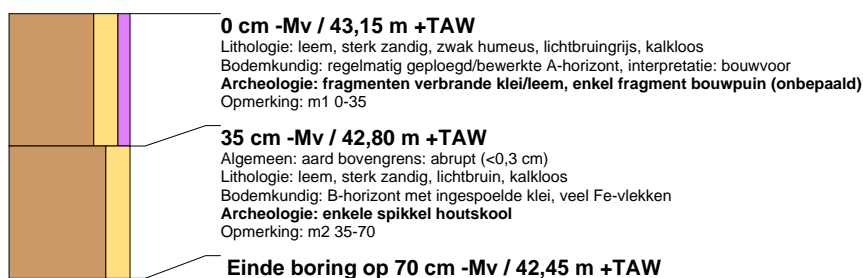 0 cm -Mv / 43,15 m +TAW
Lithologie: leem, sterk zandig, zwak humeus, lichtbruingrijs, kalkloos
Bodemkundig: regelmatig geploegd/bewerkte A-horizont, interpretatie: bouwvoor
Archeologie: fragmenten verbrande klei/leem, enkel fragment bouwpuin (onbepaald)
Opmerking: m1 0-35
35 cm -Mv / 42,80 m +TAW
Algemeen: aard bovengrens: abrupt (<0,3 cm)
Lithologie: leem, sterk zandig, lichtbruin, kalkloos
Bodemkundig: B-horizont met ingespoelde klei, veel Fe-vlekken
Archeologie: enkele spikkel houtskool
Opmerking: m2 35-70
Einde boring op 70 cm -Mv / 42,45 m +TAW